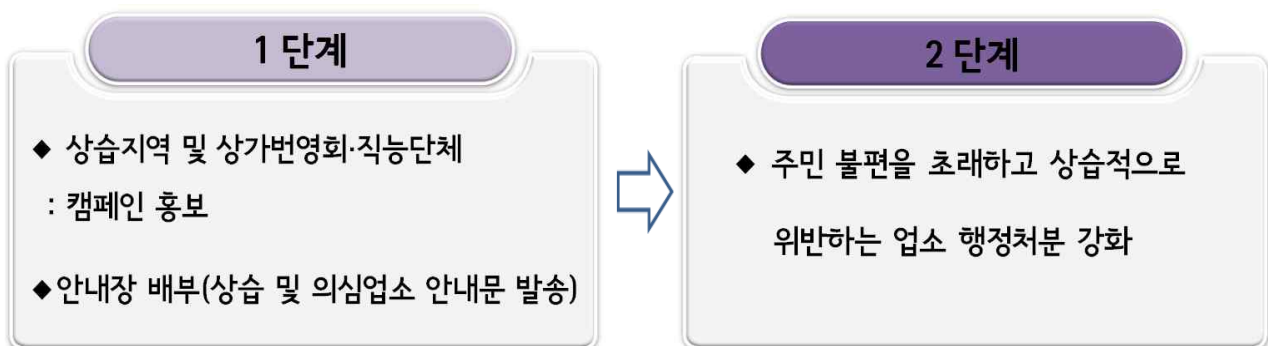 1 단계
◆ 상습지역 및 상가번영회·직능단체
: 캠페인 홍보
◆안내장 배부(상습 및 의심업소 안내문 발송)
2 단계
◆ 주민 불편을 초래하고 상습적으로
위반하는 업소 행정처분 강화